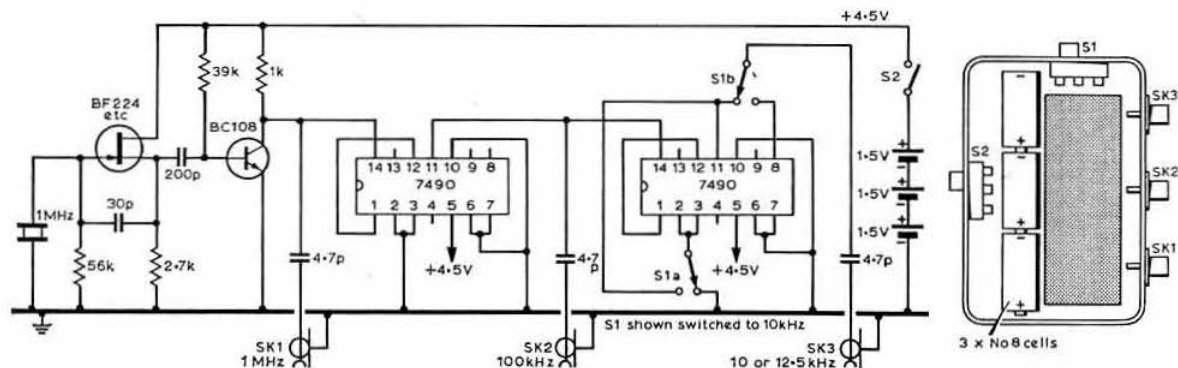 +4·5V
39k
1k
S1b
S2
BF224
etc
BC108
200p
30p
1MHz
56k
2·7k
14 13 12 11 10 9 8
7490
1 2 3 4 5 6 7
+4·5V
4·7p
4·7
p
14 13 12 11 10 9 8
7490
1 2 3 4 5 6 7
+4·5V
S1a
4·7p
+
1·5V
-
+
1·5V
-
+
1·5V
-
S1 shown switched to 10kHz
SK1
1MHz
SK2
100kHz
SK3
10 or 12·5kHz
S1
S2
SK3
SK2
SK1
-
+
-
+
-
+
3 x No8 cells